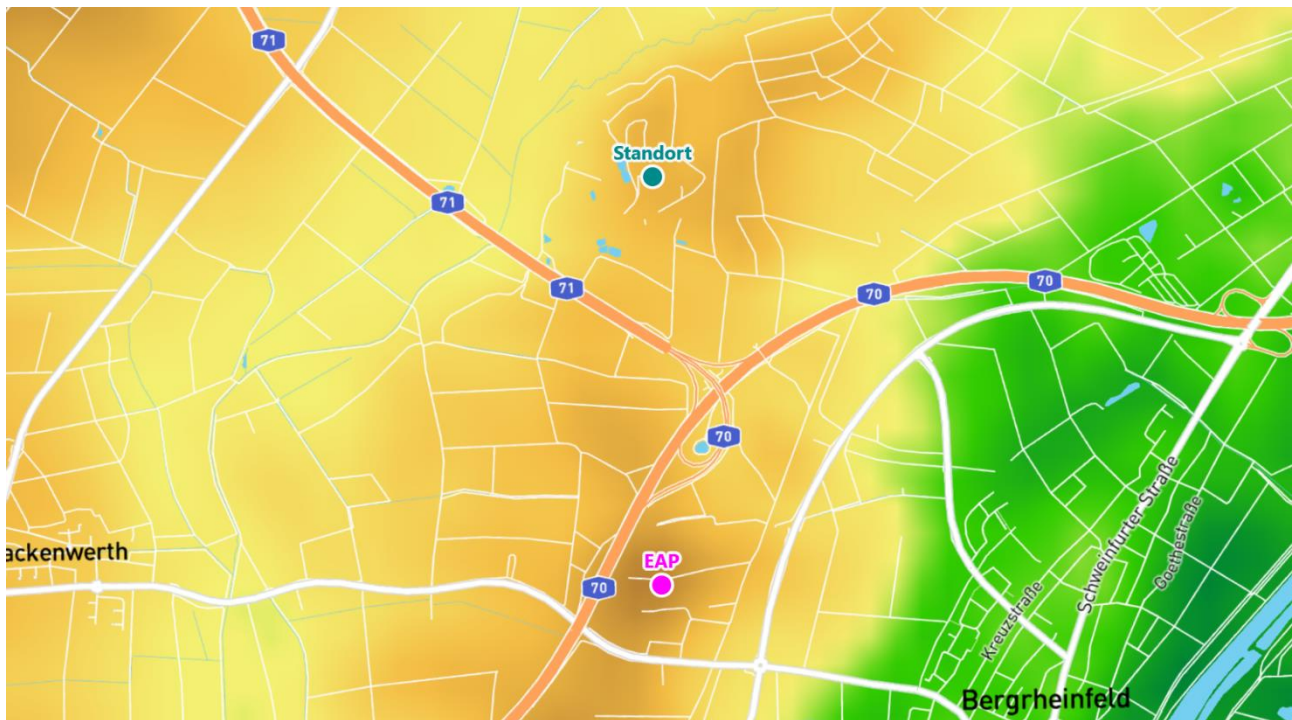 71
Standort
71
71
70
70
70
ackenwerth
EAP
70
Schweinfurter Straße
Goethestraße
Kreuzstraße
Bergrheinfeld